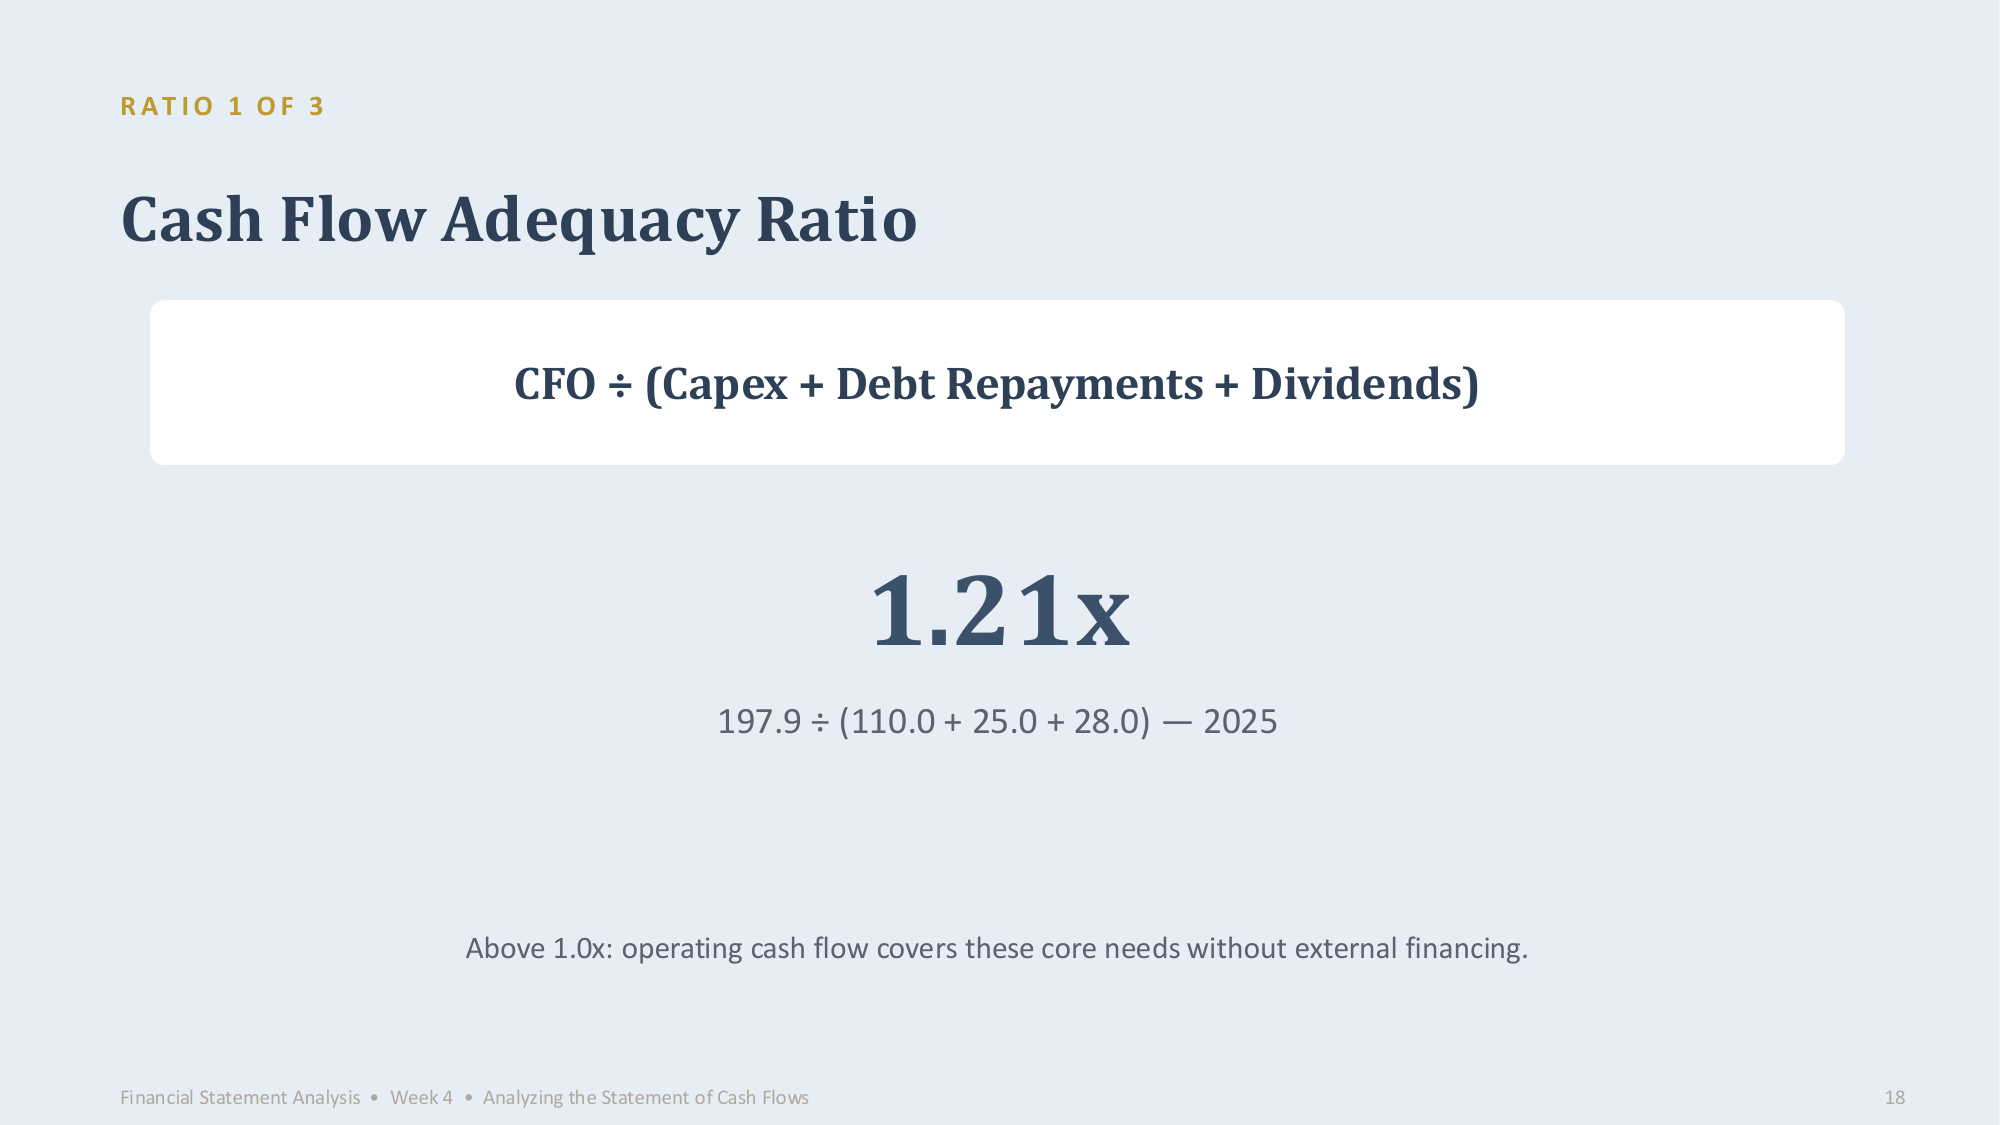 RATIO 1 OF 3
Cash Flow Adequacy Ratio
CFO ÷ (Capex + Debt Repayments + Dividends)
1.21x
197.9 ÷ (110.0 + 25.0 + 28.0) — 2025
Above 1.0x: operating cash flow covers these core needs without external financing.
Financial Statement Analysis • Week 4 • Analyzing the Statement of Cash Flows
18